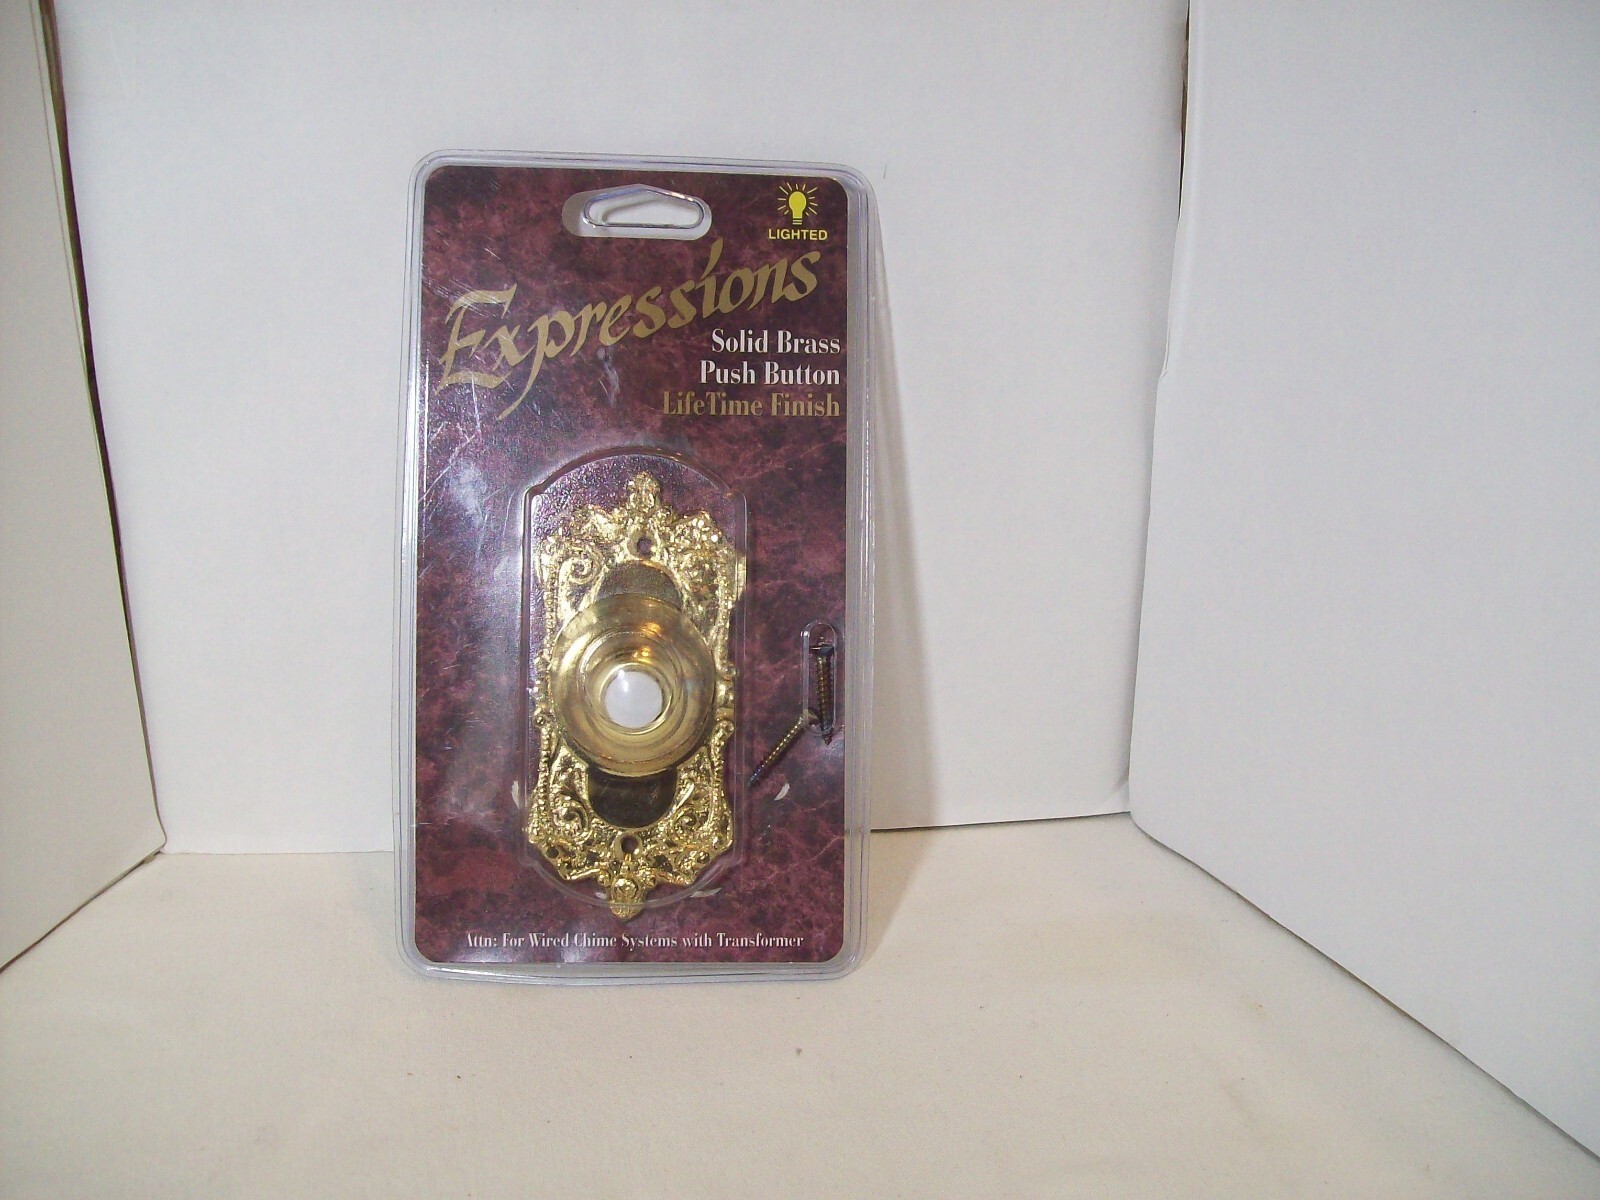 LIGHTED
Expressions
Solid Brass
Push Button
LifeTime Finish
Attn: For Wired Chime Systems with Transformer